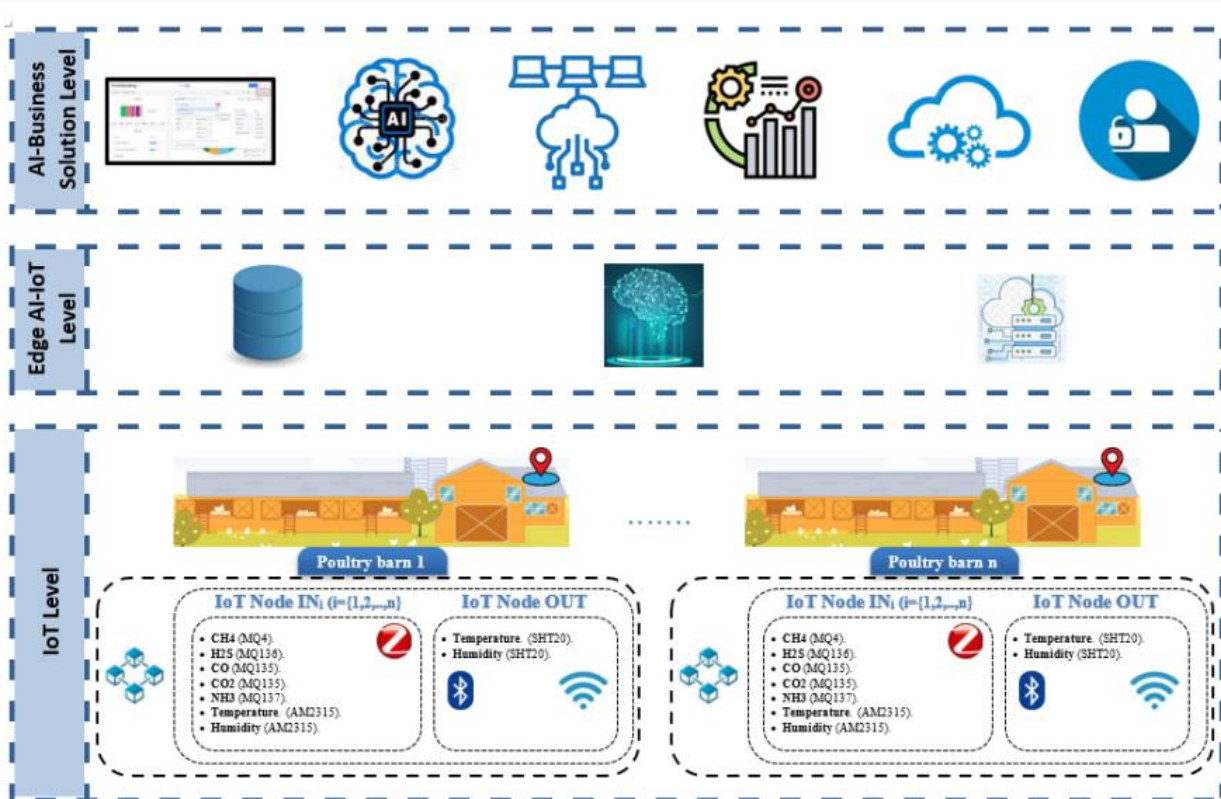 AI-Business
Solution Level
AI
Edge AI-IoT
Level
IoT Level
.......
Poultry barn 1
Poultry barn n
IoT Node INᵢ (i={1,2,..,n}
IoT Node OUT
• CH4 (MQ4).
• H2S (MQ136).
• CO (MQ135).
• CO2 (MQ135).
• NH3 (MQ137).
• Temperature. (AM2315).
• Humidity (AM2315).
Z
• Temperature. (SHT20).
• Humidity (SHT20).
IoT Node INᵢ (i={1,2,..,n}
IoT Node OUT
• CH4 (MQ4).
• H2S (MQ136).
• CO (MQ135).
• CO2 (MQ135).
• NH3 (MQ137).
• Temperature. (AM2315).
• Humidity (AM2315).
Z
• Temperature. (SHT20).
• Humidity (SHT20).